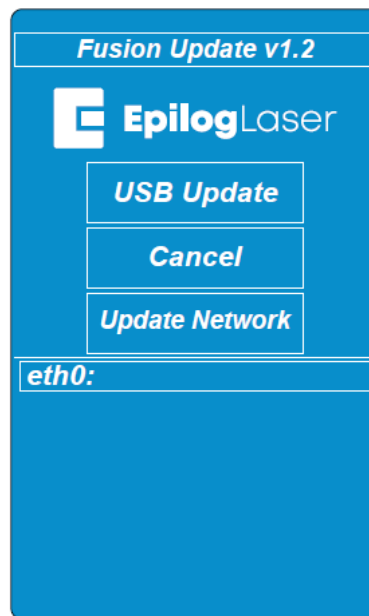 Fusion Update v1.2
EpilogLaser
USB Update
Cancel
Update Network
eth0: